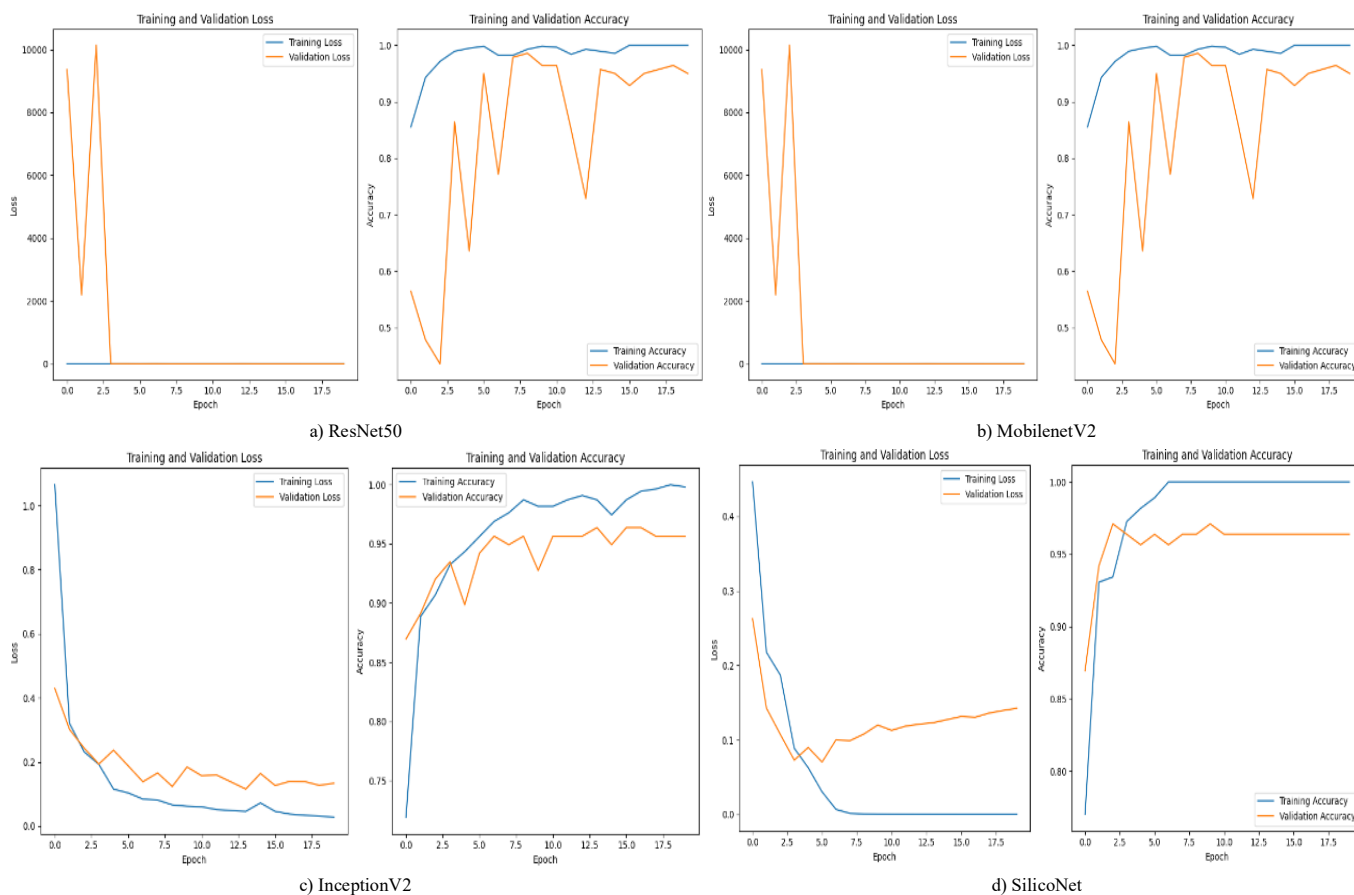 Training and Validation Loss
Training Loss
Validation Loss
10000
8000
6000
4000
2000
0
Loss
0.0 2.5 5.0 7.5 10.0 12.5 15.0 17.5
Epoch
Training and Validation Accuracy
1.0
0.9
0.8
0.7
0.6
0.5
Accuracy
Training Accuracy
Validation Accuracy
0.0 2.5 5.0 7.5 10.0 12.5 15.0 17.5
Epoch
a) ResNet50
Training and Validation Loss
Training Loss
Validation Loss
10000
8000
6000
4000
2000
0
Loss
0.0 2.5 5.0 7.5 10.0 12.5 15.0 17.5
Epoch
Training and Validation Accuracy
1.0
0.9
0.8
0.7
0.6
0.5
Accuracy
Training Accuracy
Validation Accuracy
0.0 2.5 5.0 7.5 10.0 12.5 15.0 17.5
Epoch
b) MobilenetV2
Training and Validation Loss
Training Loss
Validation Loss
1.0
0.8
0.6
0.4
0.2
0.0
Loss
0.0 2.5 5.0 7.5 10.0 12.5 15.0 17.5
Epoch
Training and Validation Accuracy
Training Accuracy
Validation Accuracy
1.00
0.95
0.90
0.85
0.80
0.75
Accuracy
0.0 2.5 5.0 7.5 10.0 12.5 15.0 17.5
Epoch
c) InceptionV2
Training and Validation Loss
Training Loss
Validation Loss
0.4
0.3
0.2
0.1
0.0
Loss
0.0 2.5 5.0 7.5 10.0 12.5 15.0 17.5
Epoch
Training and Validation Accuracy
1.00
0.95
0.90
0.85
0.80
Accuracy
Training Accuracy
Validation Accuracy
0.0 2.5 5.0 7.5 10.0 12.5 15.0 17.5
Epoch
d) SilicoNet